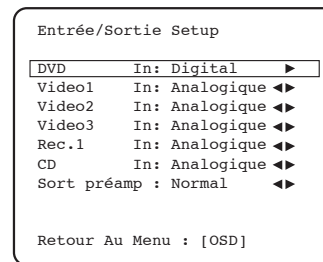 Entrée/Sortie Setup
DVD In: Digital ►
Video1 In: Analogique ◄►
Video2 In: Analogique ◄►
Video3 In: Analogique ◄►
Rec.1 In: Analogique ◄►
CD In: Analogique ◄►
Sort préamp : Normal ◄►
Retour Au Menu : [OSD]